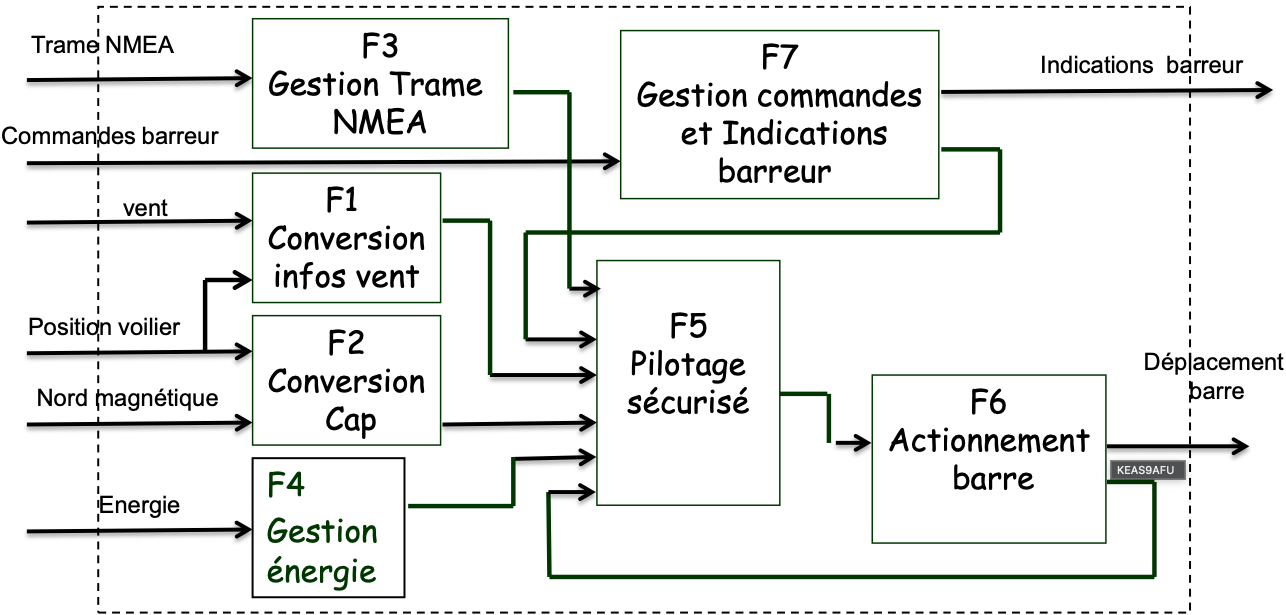 Trame NMEA
F3
Gestion Trame
NMEA
F7
Gestion commandes
et Indications
barreur
Indications barreur
Commandes barreur
vent
F1
Conversion
infos vent
Position voilier
F2
Conversion
Cap
Nord magnétique
F5
Pilotage
sécurisé
F6
Actionnement
barre
Déplacement
barre
KEAS9AFU
Energie
F4
Gestion
énergie